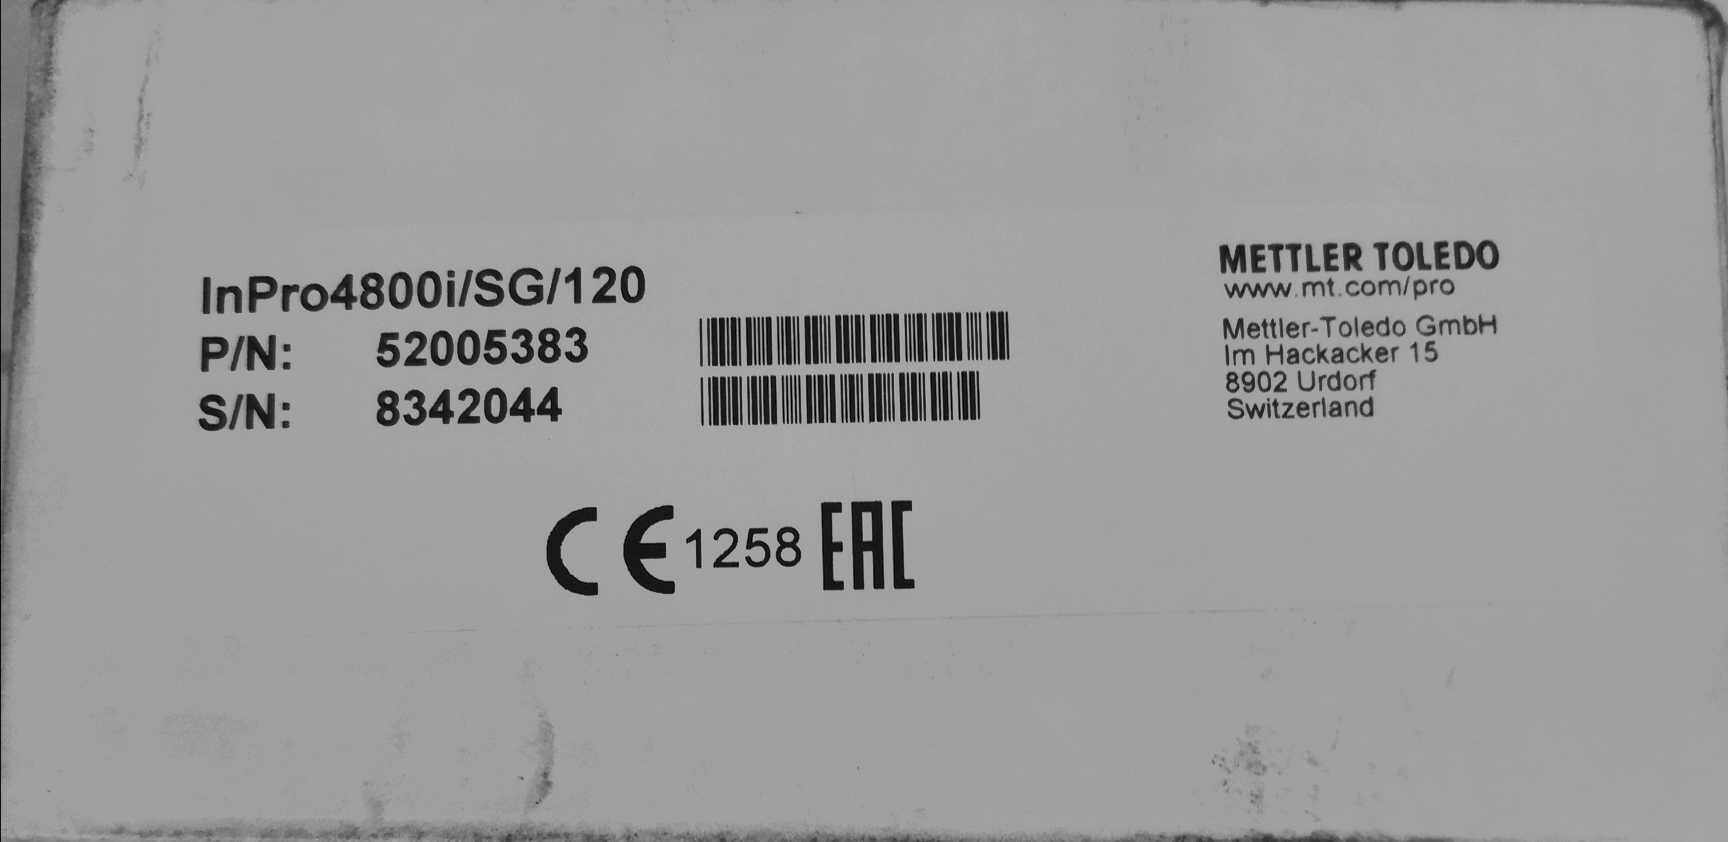 InPro4800i/SG/120
P/N: 52005383
S/N: 8342044
CE 1258 EAC
METTLER TOLEDO
www.mt.com/pro
Mettler-Toledo GmbH
Im Hackacker 15
8902 Urdorf
Switzerland